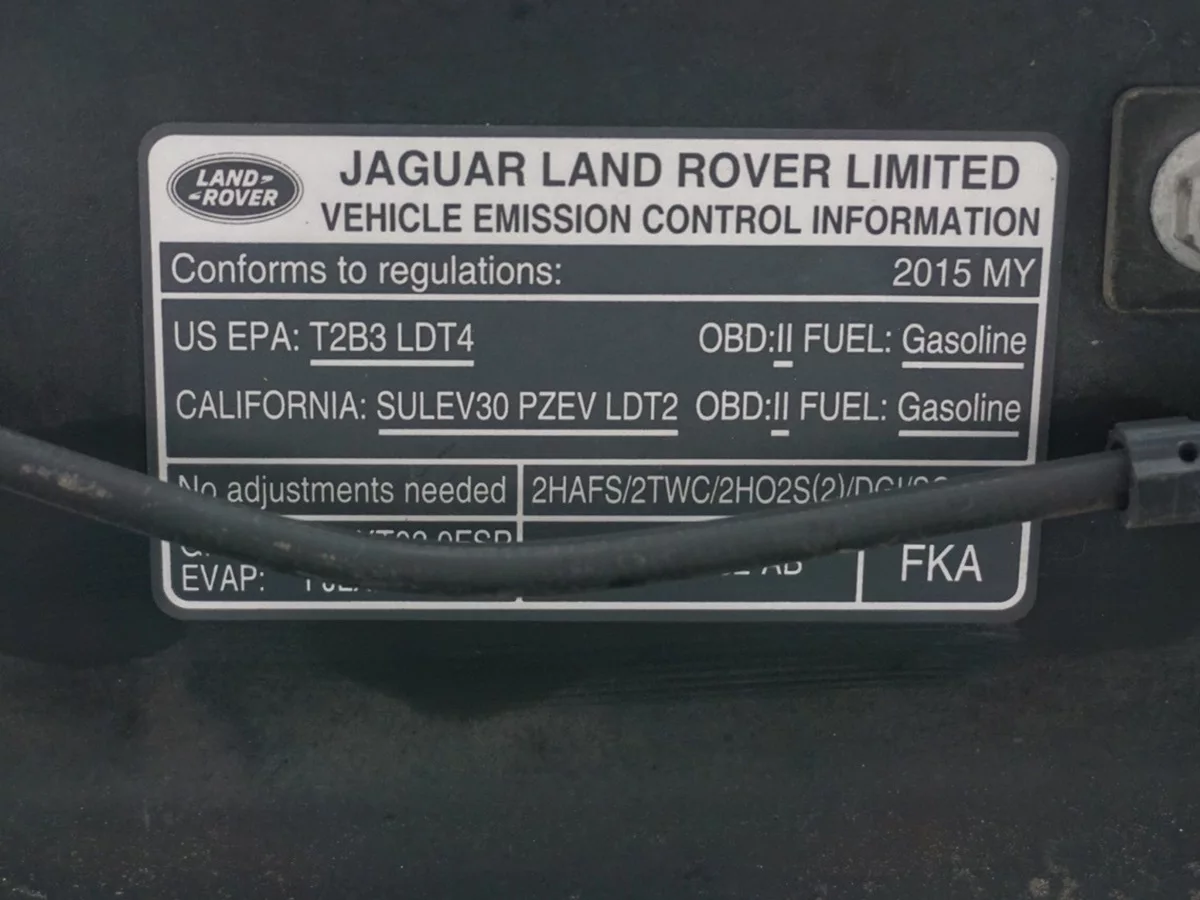 LAND ROVER
JAGUAR LAND ROVER LIMITED
VEHICLE EMISSION CONTROL INFORMATION
Conforms to regulations: 2015 MY
US EPA: T2B3 LDT4 OBD:II FUEL: Gasoline
CALIFORNIA: SULEV30 PZEV LDT2 OBD:II FUEL: Gasoline
No adjustments needed 2HAFS/2TWC/2HO2S(2)/
FKA
EVAP: